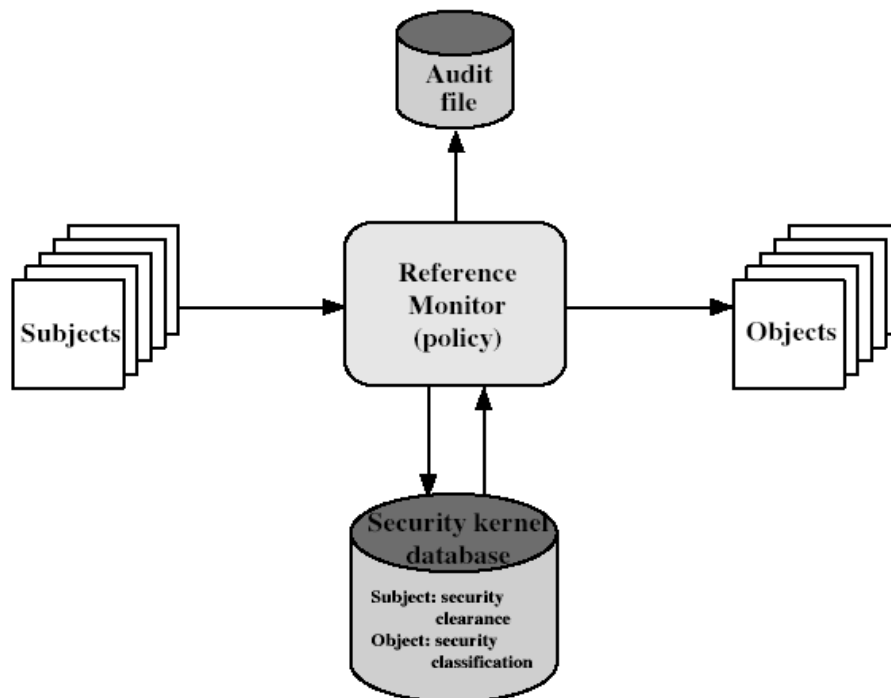 Audit
file
Subjects
Reference
Monitor
(policy)
Objects
Security kernel
database
Subject: security
clearance
Object: security
classification